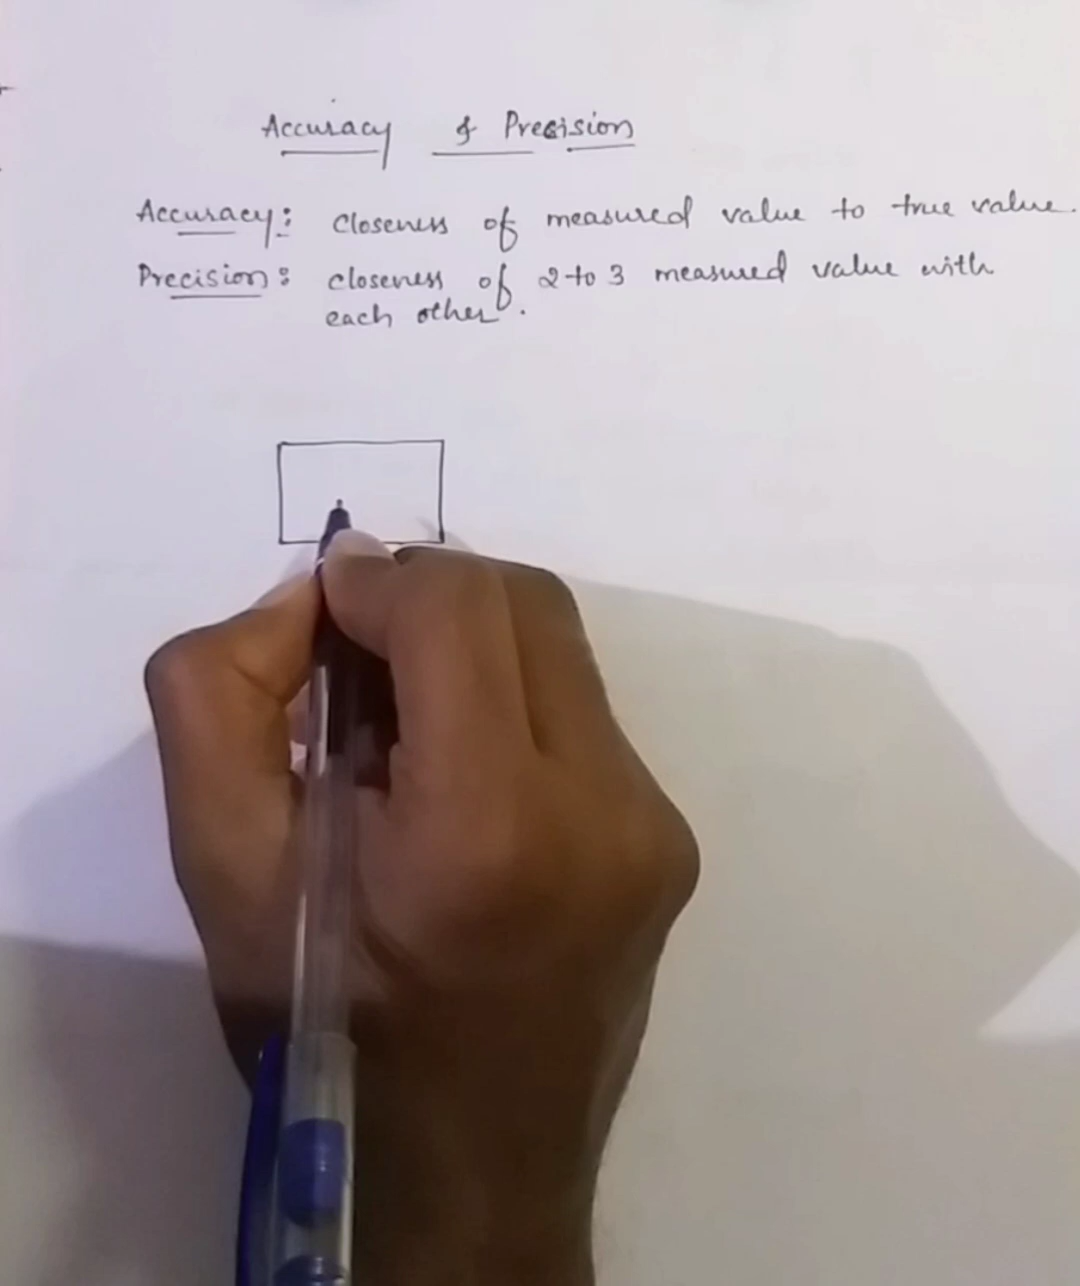 Accuracy & Precision
Accuracy: closeness of measured value to true value.
Precision: closeness of 2 to 3 measured value with
each other.